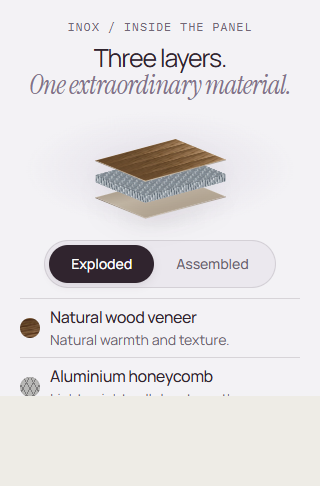 INOX / INSIDE THE PANEL
Three layers.
One extraordinary material.
Exploded
Assembled
Natural wood veneer
Natural warmth and texture.
Aluminium honeycomb